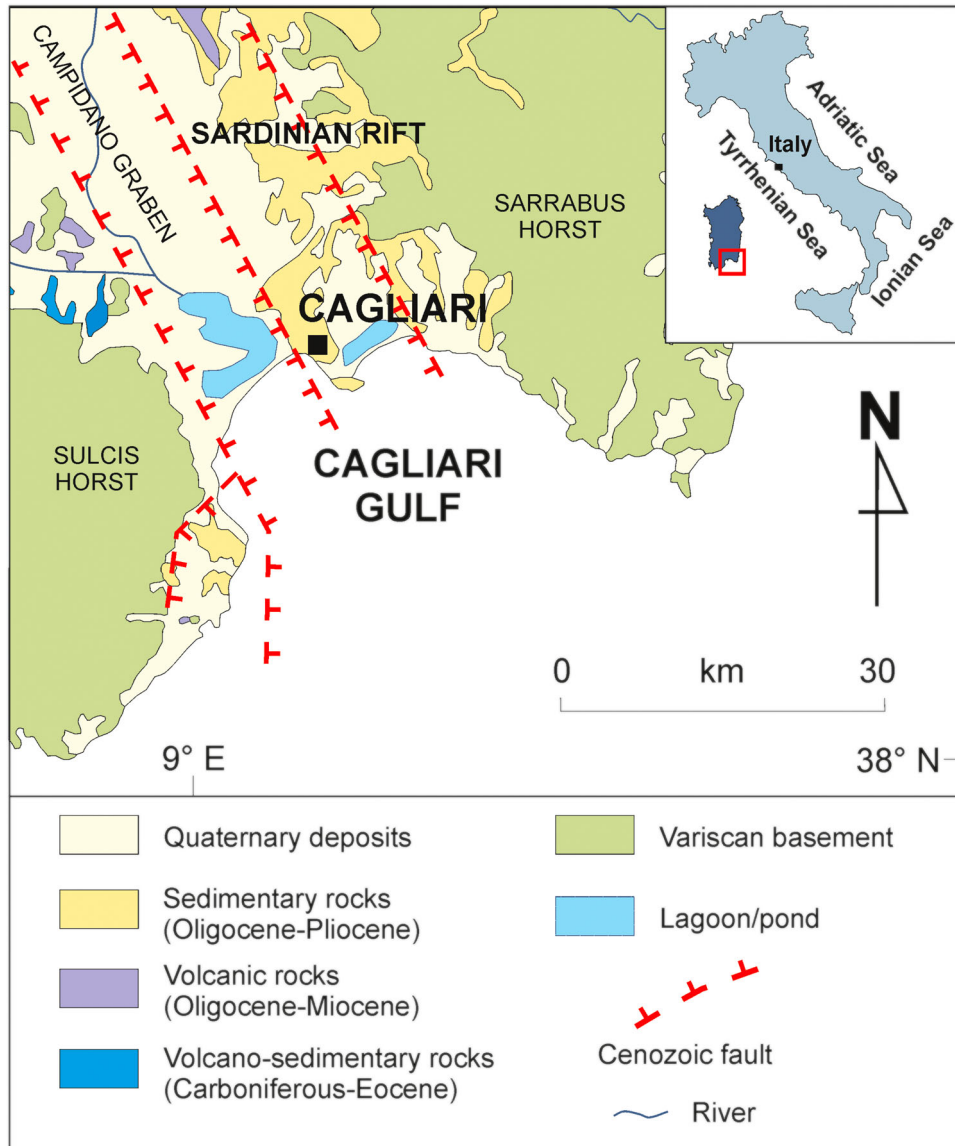 CAMPIDANO GRABEN
SARDINIAN RIFT
SARRABUS
HORST
CAGLIARI
SULCIS
HORST
CAGLIARI
GULF
Italy
Adriatic Sea
Tyrrhenian Sea
Ionian Sea
N
0 km 30
9° E
38° N
Quaternary deposits
Sedimentary rocks
(Oligocene-Pliocene)
Volcanic rocks
(Oligocene-Miocene)
Volcano-sedimentary rocks
(Carboniferous-Eocene)
Variscan basement
Lagoon/pond
Cenozoic fault
River